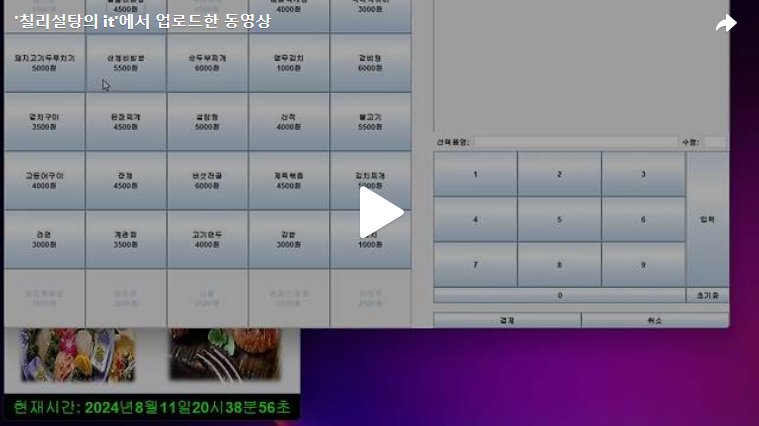 '칠리설탕의 it'에서 업로드한 동영상
4500원
4500원
4000원
3000원
돼지고기두루치기
5000원
산채비빔밥
5500원
순두부찌개
6000원
열무김치
1000원
갈비탕
6000원
갈치구이
3500원
된장찌개
4500원
설렁탕
5000원
산적
4000원
불고기
5500원
고등어구이
4000원
잡채
4500원
버섯전골
6000원
제육볶음
4500원
김치찌개
라면
3000원
계란찜
3500원
고기만두
4000원
김밥
3000원
1000원
선택품명:
수량:
1
2
3
4
5
6
입력
7
8
9
0
초기화
결제
취소
현재시간: 2024년8월11일20시38분56초